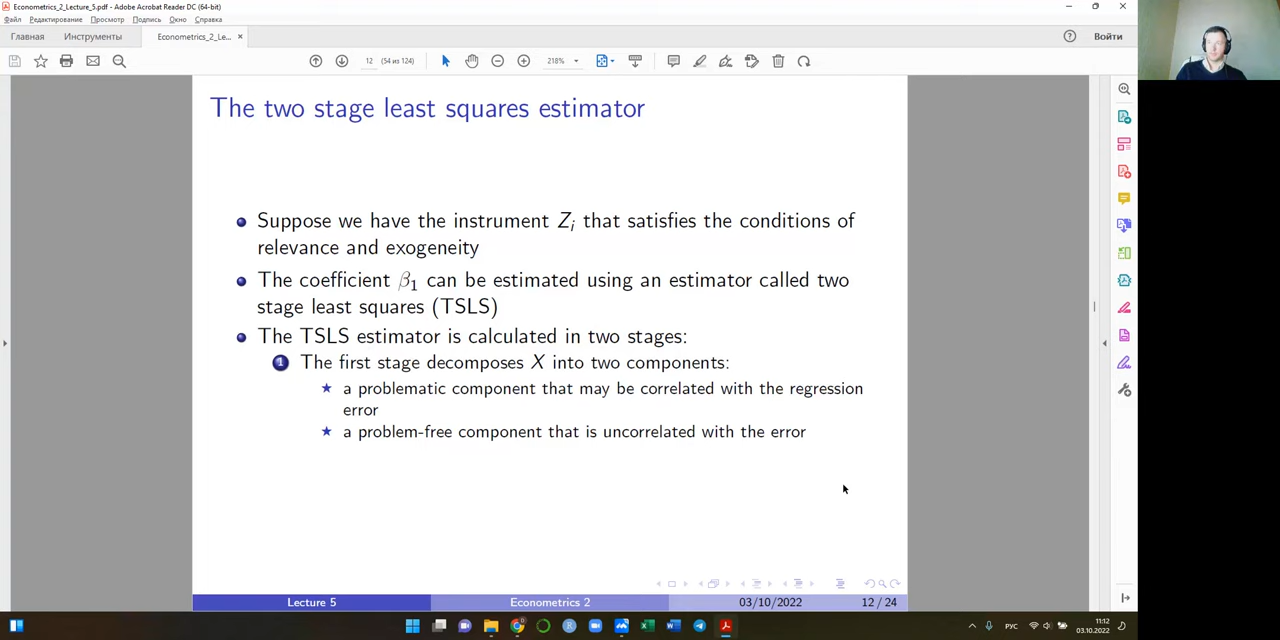 Econometrics_2_Lecture_5.pdf - Adobe Acrobat Reader DC (64-bit)
Файл Редактирование Просмотр Подпись Окно Справка
Главная Инструменты Econometrics_2_Le... × Войти
12 (54 из 124) 218%
The two stage least squares estimator
Suppose we have the instrument Zi that satisfies the conditions of
relevance and exogeneity
The coefficient β1 can be estimated using an estimator called two
stage least squares (TSLS)
The TSLS estimator is calculated in two stages:
1 The first stage decomposes X into two components:
★ a problematic component that may be correlated with the regression
error
★ a problem-free component that is uncorrelated with the error
Lecture 5 Econometrics 2 03/10/2022 12 / 24
РУС 11:12
03.10.2022